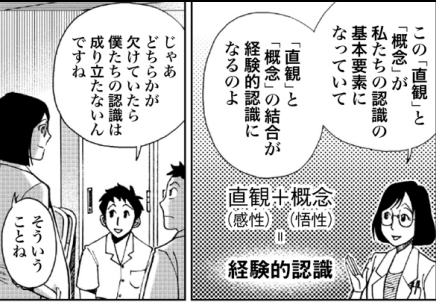 この「直観」と
「概念」が
私たちの認識の
基本要素に
なっていて
「直観」と
「概念」の結合が
経験的認識に
なるのよ
直観＋概念
（感性）（悟性）
＝
経験的認識
じゃあ
どちらかが
欠けていたら
僕たちの認識は
成り立たないん
ですね
そういう
ことね